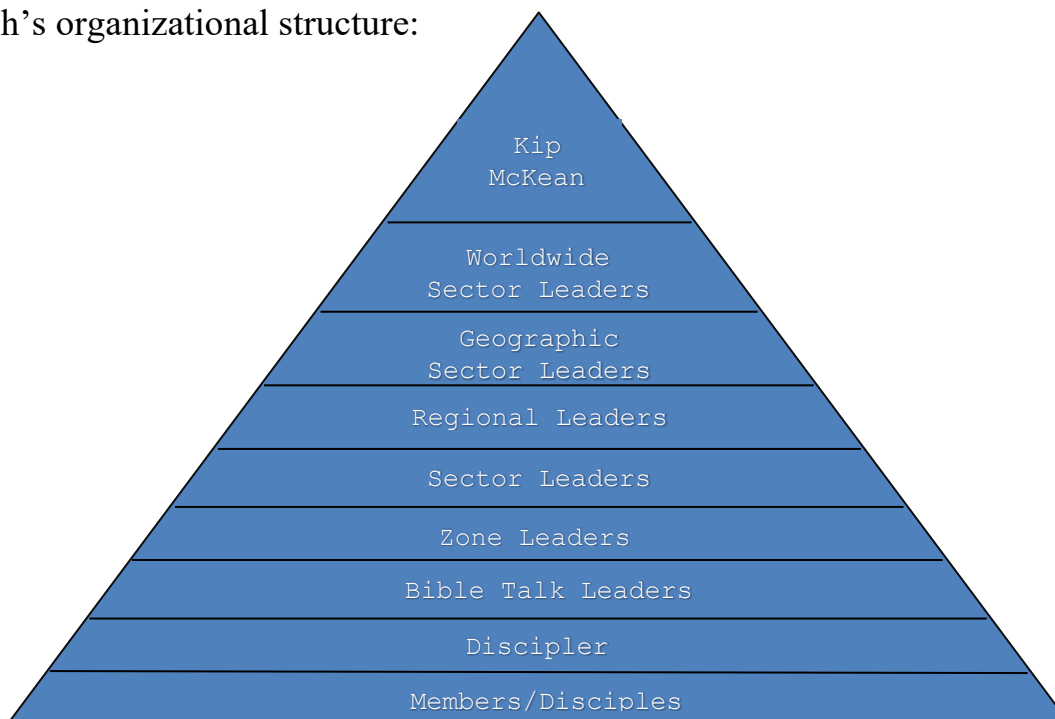 h’s organizational structure:
Kip
McKean
Worldwide
Sector Leaders
Geographic
Sector Leaders
Regional Leaders
Sector Leaders
Zone Leaders
Bible Talk Leaders
Discipler
Members/Disciples